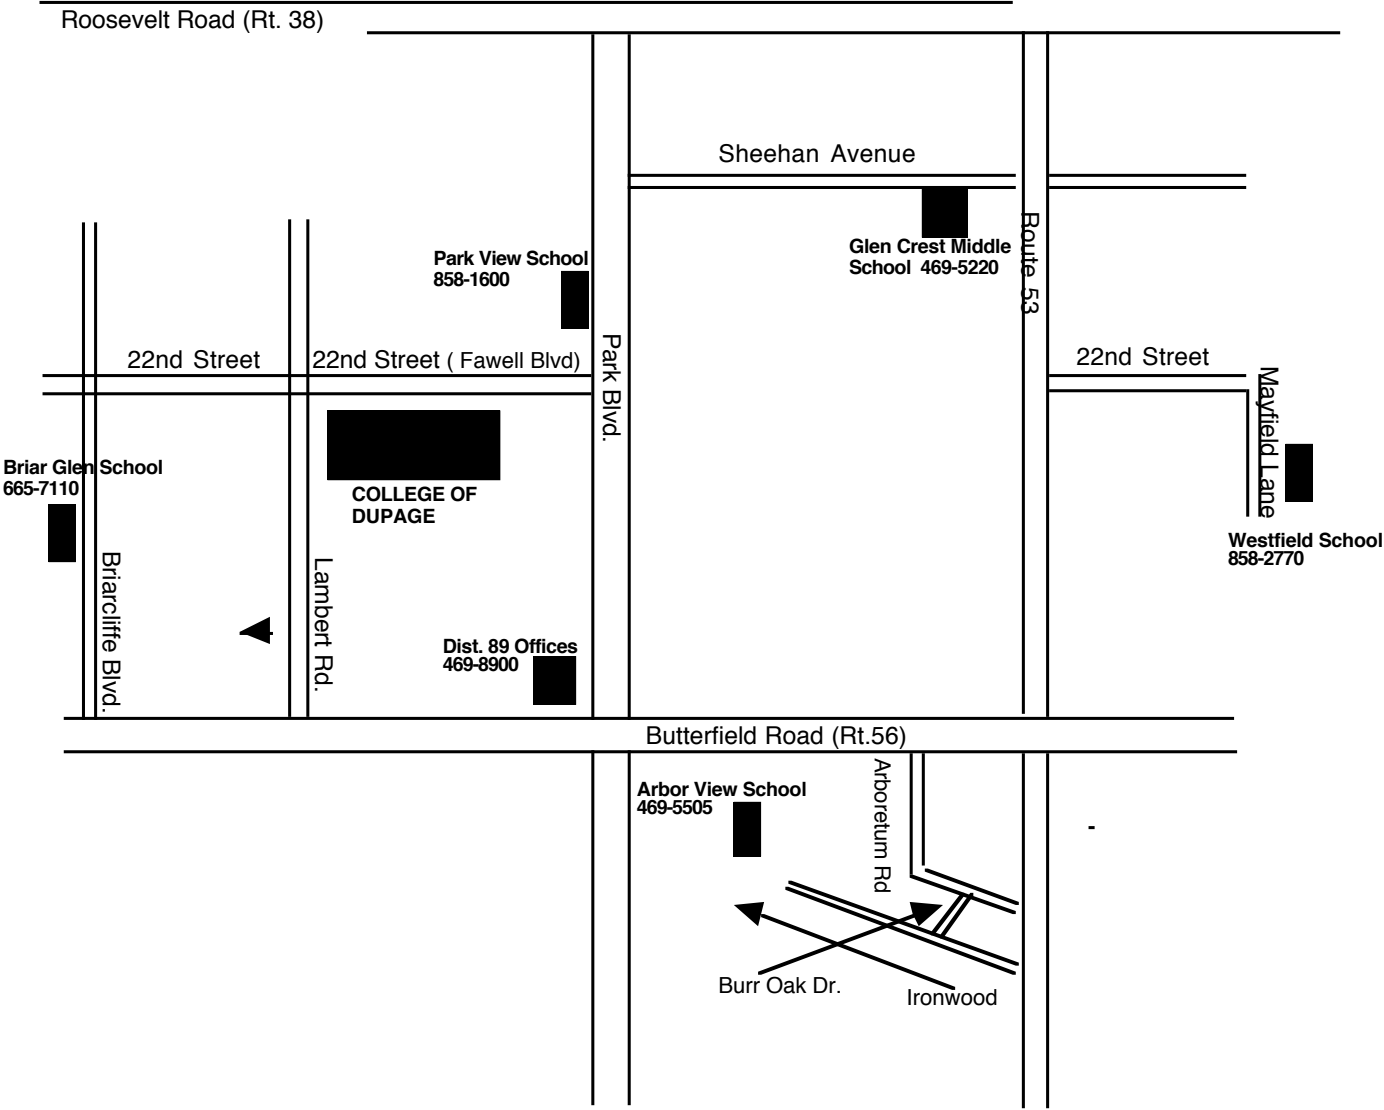 Roosevelt Road (Rt. 38)
Sheehan Avenue
Glen Crest Middle
School 469-5220
Route 53
Park View School
858-1600
22nd Street
22nd Street ( Fawell Blvd)
Park Blvd.
22nd Street
Mayfield Lane
Briar Glen School
665-7110
COLLEGE OF
DUPAGE
Westfield School
858-2770
Briarcliffe Blvd.
Lambert Rd.
Dist. 89 Offices
469-8900
Butterfield Road (Rt.56)
Arbor View School
469-5505
Arboretum Rd
Burr Oak Dr.
Ironwood